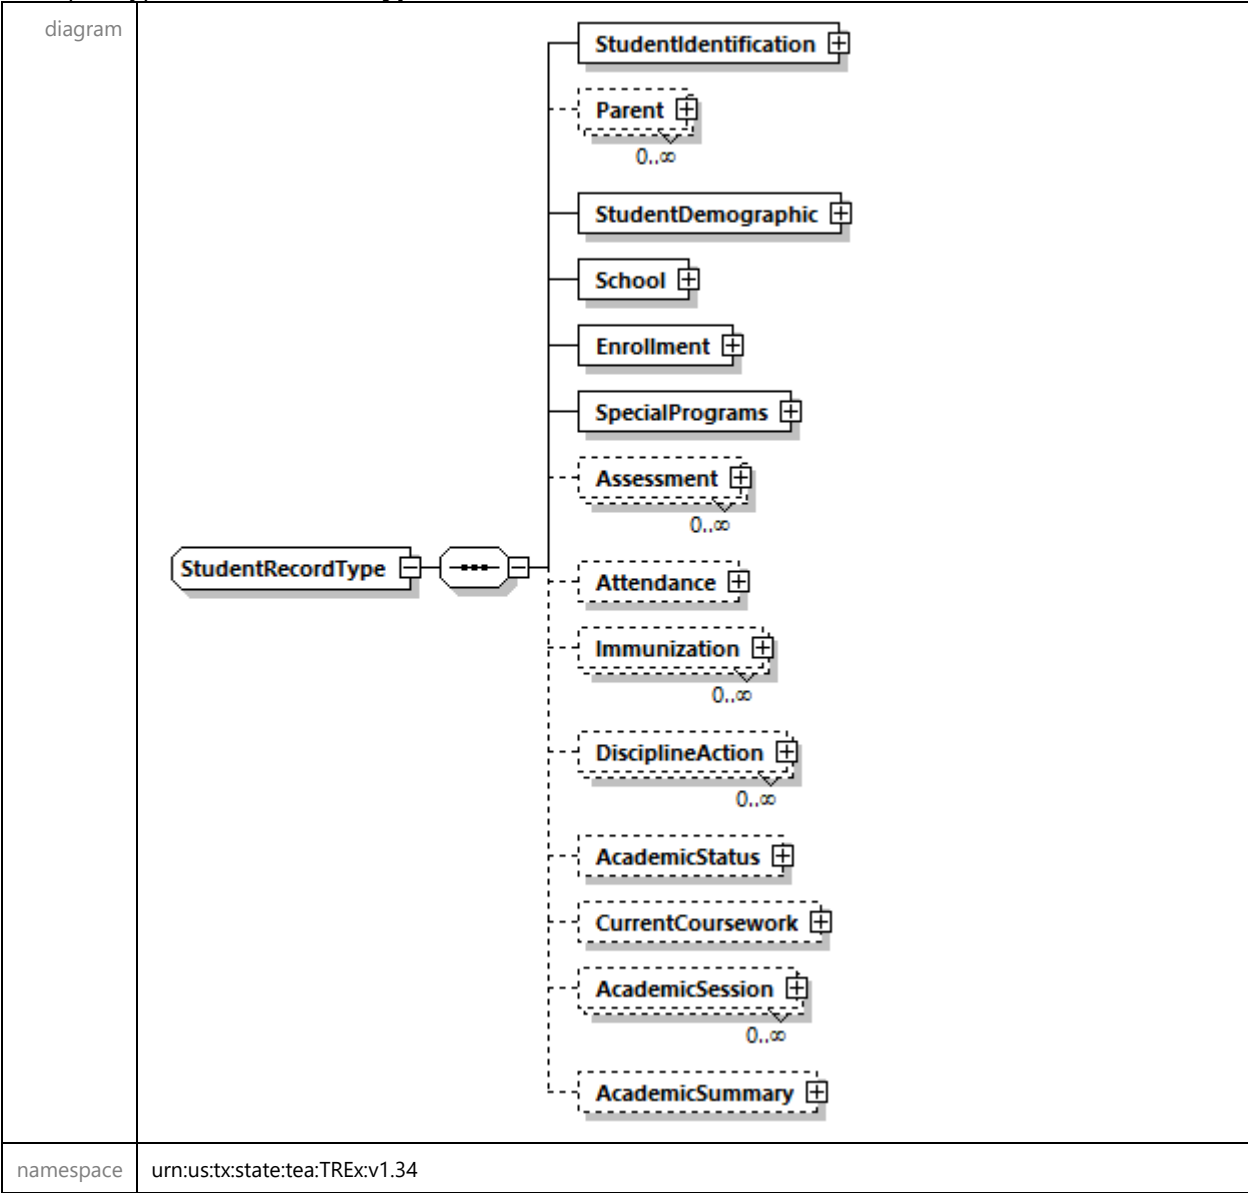 diagram
StudentIdentification
Parent
0..∞
StudentDemographic
School
Enrollment
SpecialPrograms
Assessment
0..∞
StudentRecordType
Attendance
Immunization
0..∞
DisciplineAction
0..∞
AcademicStatus
CurrentCoursework
AcademicSession
0..∞
AcademicSummary
namespace urn:us:tx:state:tea:TREx:v1.34